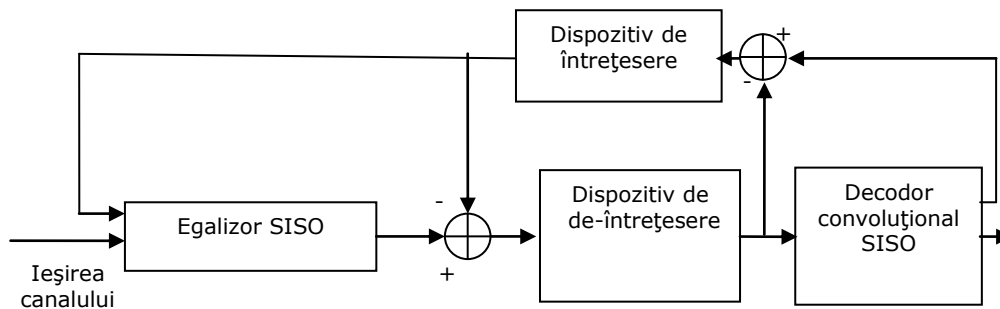 Dispozitiv de
întreţesere
+
-
Dispozitiv de
de-întreţesere
Decodor
convoluţional
SISO
-
Egalizor SISO
+
Ieşirea
canalului